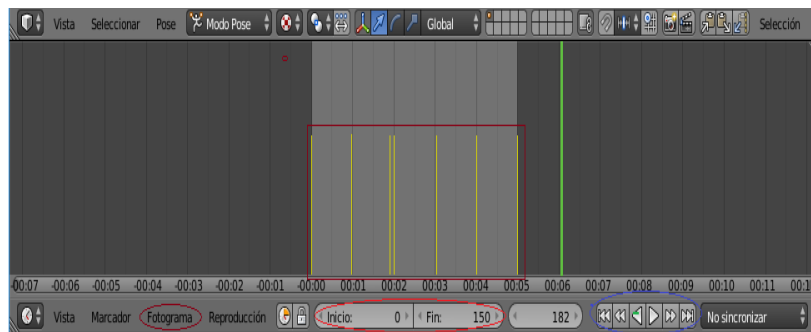 Vista Seleccionar Pose Modo Pose Global Selección
-00:07 -00:06 -00:05 -00:04 -00:03 -00:02 -00:01 -00:00 00:01 00:02 00:03 00:04 00:05 00:06 00:07 00:08 00:09 00:10 00:11
Vista Marcador Fotograma Reproducción Inicio: 0 Fin: 150 182 No sincronizar